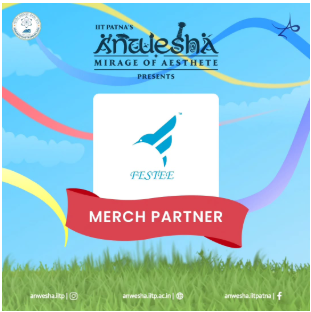 IIT PATNA'S
Anwesha
MIRAGE OF AESTHETE
PRESENTS
FESTEE
MERCH PARTNER
anwesha.iitp |
anwesha.iitp.ac.in |
anwesha.iitpatna |